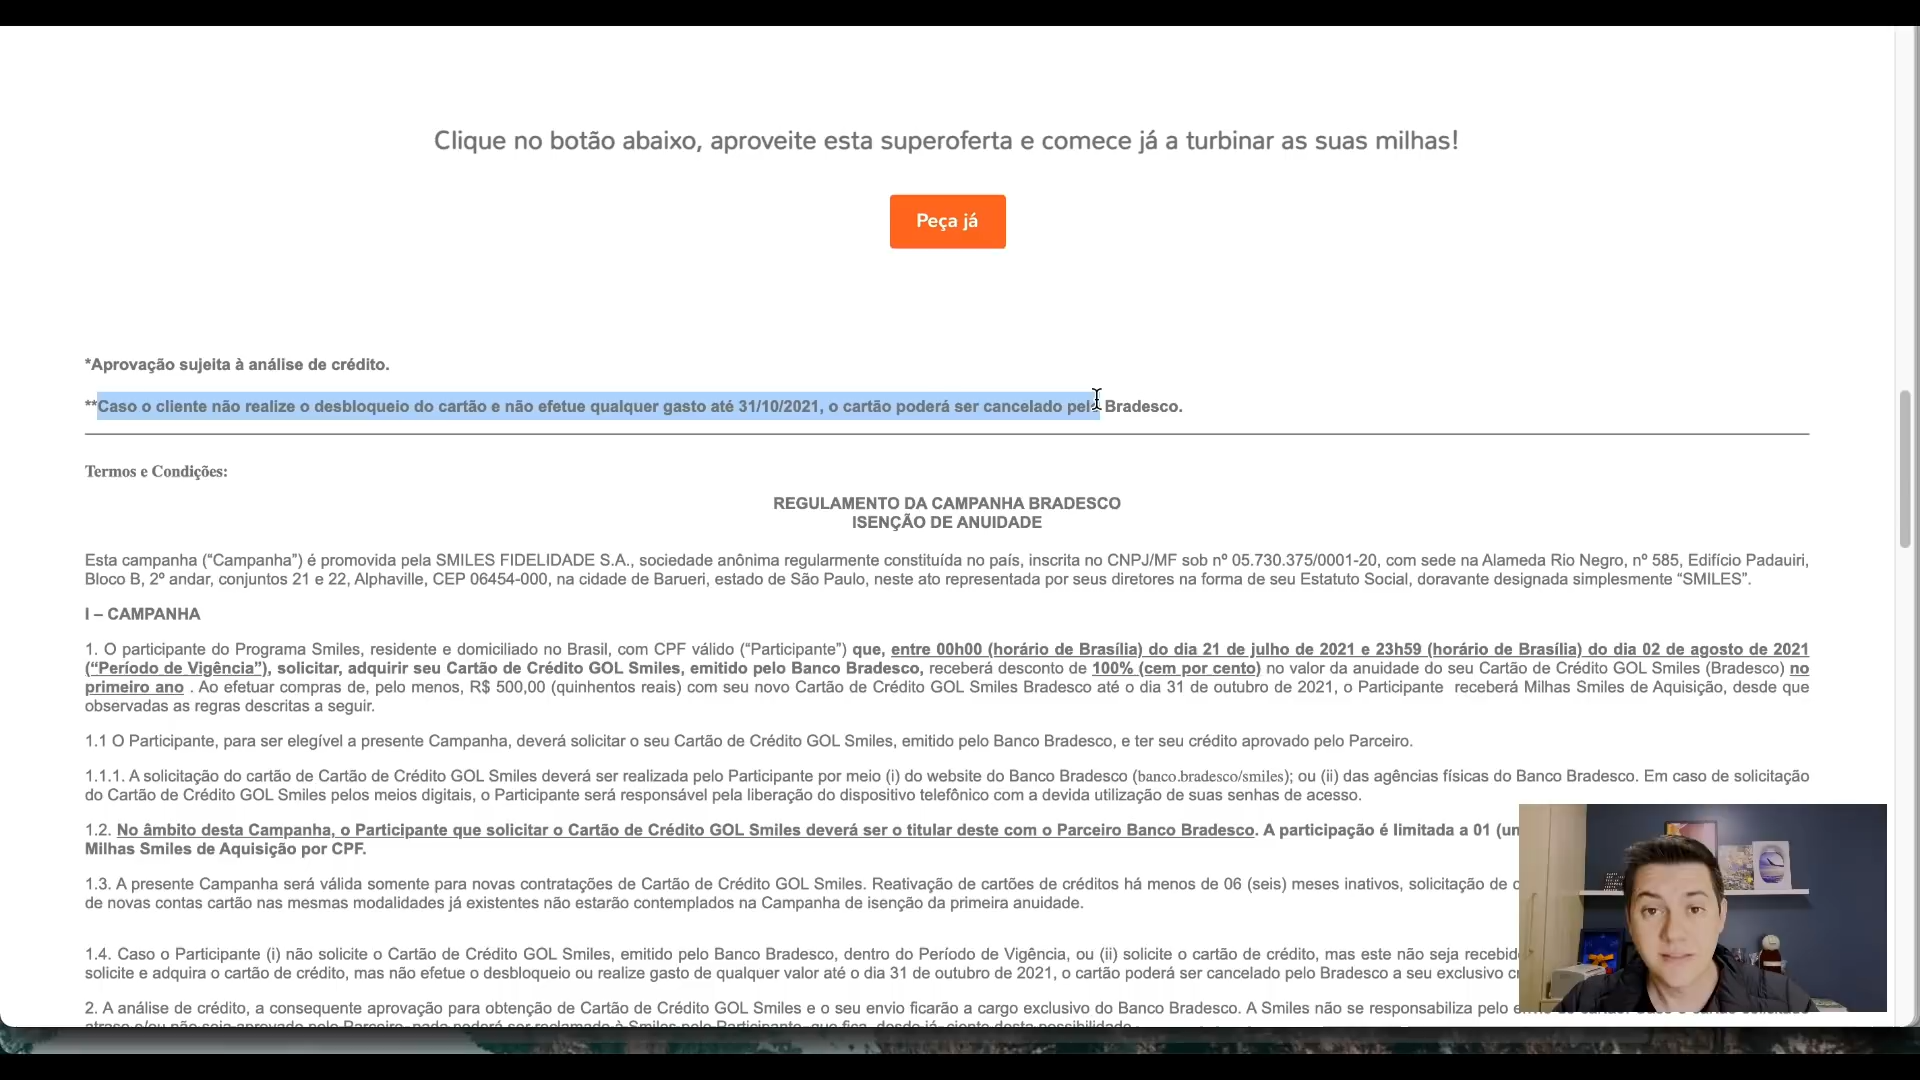 Clique no botão abaixo, aproveite esta superoferta e comece já a turbinar as suas milhas!
Peça já
*Aprovação sujeita à análise de crédito.
**Caso o cliente não realize o desbloqueio do cartão e não efetue qualquer gasto até 31/10/2021, o cartão poderá ser cancelado pelo Bradesco.
Termos e Condições:
REGULAMENTO DA CAMPANHA BRADESCO
ISENÇÃO DE ANUIDADE
Esta campanha (“Campanha”) é promovida pela SMILES FIDELIDADE S.A., sociedade anônima regularmente constituída no país, inscrita no CNPJ/MF sob nº 05.730.375/0001-20, com sede na Alameda Rio Negro, nº 585, Edifício Padauiri,
Bloco B, 2º andar, conjuntos 21 e 22, Alphaville, CEP 06454-000, na cidade de Barueri, estado de São Paulo, neste ato representada por seus diretores na forma de seu Estatuto Social, doravante designada simplesmente “SMILES”.
I – CAMPANHA
1. O participante do Programa Smiles, residente e domiciliado no Brasil, com CPF válido (“Participante”) que, entre 00h00 (horário de Brasília) do dia 21 de julho de 2021 e 23h59 (horário de Brasília) do dia 02 de agosto de 2021
(“Período de Vigência”), solicitar, adquirir seu Cartão de Crédito GOL Smiles, emitido pelo Banco Bradesco, receberá desconto de 100% (cem por cento) no valor da anuidade do seu Cartão de Crédito GOL Smiles (Bradesco) no
primeiro ano . Ao efetuar compras de, pelo menos, R$ 500,00 (quinhentos reais) com seu novo Cartão de Crédito GOL Smiles Bradesco até o dia 31 de outubro de 2021, o Participante receberá Milhas Smiles de Aquisição, desde que
observadas as regras descritas a seguir.
1.1 O Participante, para ser elegível a presente Campanha, deverá solicitar o seu Cartão de Crédito GOL Smiles, emitido pelo Banco Bradesco, e ter seu crédito aprovado pelo Parceiro.
1.1.1. A solicitação do cartão de Cartão de Crédito GOL Smiles deverá ser realizada pelo Participante por meio (i) do website do Banco Bradesco (banco.bradesco/smiles); ou (ii) das agências físicas do Banco Bradesco. Em caso de solicitação
do Cartão de Crédito GOL Smiles pelos meios digitais, o Participante será responsável pela liberação do dispositivo telefônico com a devida utilização de suas senhas de acesso.
1.2. No âmbito desta Campanha, o Participante que solicitar o Cartão de Crédito GOL Smiles deverá ser o titular deste com o Parceiro Banco Bradesco. A participação é limitada a 01
Milhas Smiles de Aquisição por CPF.
1.3. A presente Campanha será válida somente para novas contratações de Cartão de Crédito GOL Smiles. Reativação de cartões de créditos há menos de 06 (seis) meses inativos, solicitação de
de novas contas cartão nas mesmas modalidades já existentes não estarão contemplados na Campanha de isenção da primeira anuidade.
1.4. Caso o Participante (i) não solicite o Cartão de Crédito GOL Smiles, emitido pelo Banco Bradesco, dentro do Período de Vigência, ou (ii) solicite o cartão de crédito, mas este não seja
solicite e adquira o cartão de crédito, mas não efetue o desbloqueio ou realize gasto de qualquer valor até o dia 31 de outubro de 2021, o cartão poderá ser cancelado pelo Bradesco a seu exclusivo
2. A análise de crédito, a consequente aprovação para obtenção de Cartão de Crédito GOL Smiles e o seu envio ficarão a cargo exclusivo do Banco Bradesco. A Smiles não se responsabiliza pelo